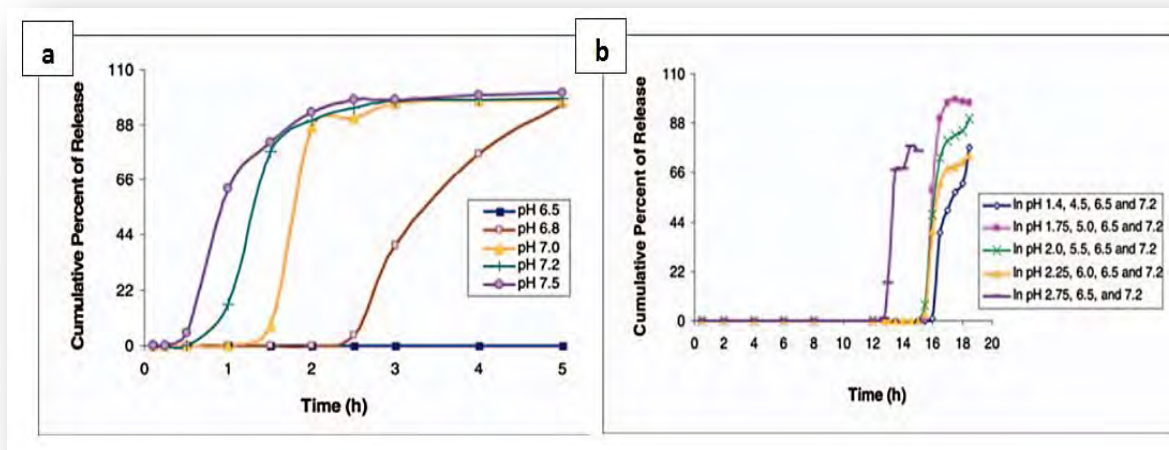 a
110
88
66
44
22
0
Cumulative Percent of Release
0 1 2 3 4 5
Time (h)
pH 6.5
pH 6.8
pH 7.0
pH 7.2
pH 7.5
b
110
88
66
44
22
0
Cumulative Percent of Release
0 2 4 6 8 10 12 14 16 18 20
Time (h)
In pH 1.4, 4.5, 6.5 and 7.2
In pH 1.75, 5.0, 6.5 and 7.2
In pH 2.0, 5.5, 6.5 and 7.2
In pH 2.25, 6.0, 6.5 and 7.2
In pH 2.75, 6.5, and 7.2